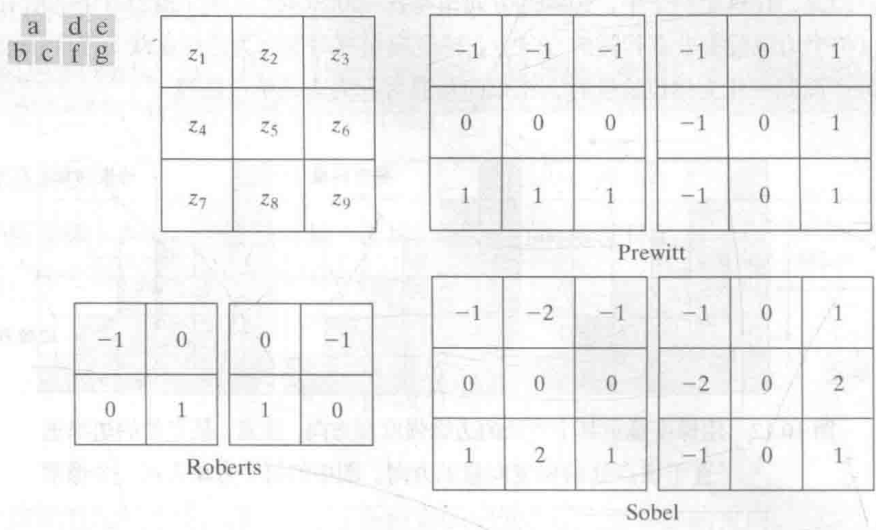 a d e
b c f g
z₁ z₂ z₃
z₄ z₅ z₆
z₇ z₈ z₉
−1 −1 −1 −1 0 1
0 0 0 −1 0 1
1 1 1 −1 0 1
Prewitt
−1 0 0 −1
0 1 1 0
Roberts
−1 −2 −1 −1 0 1
0 0 0 −2 0 2
1 2 1 −1 0 1
Sobel